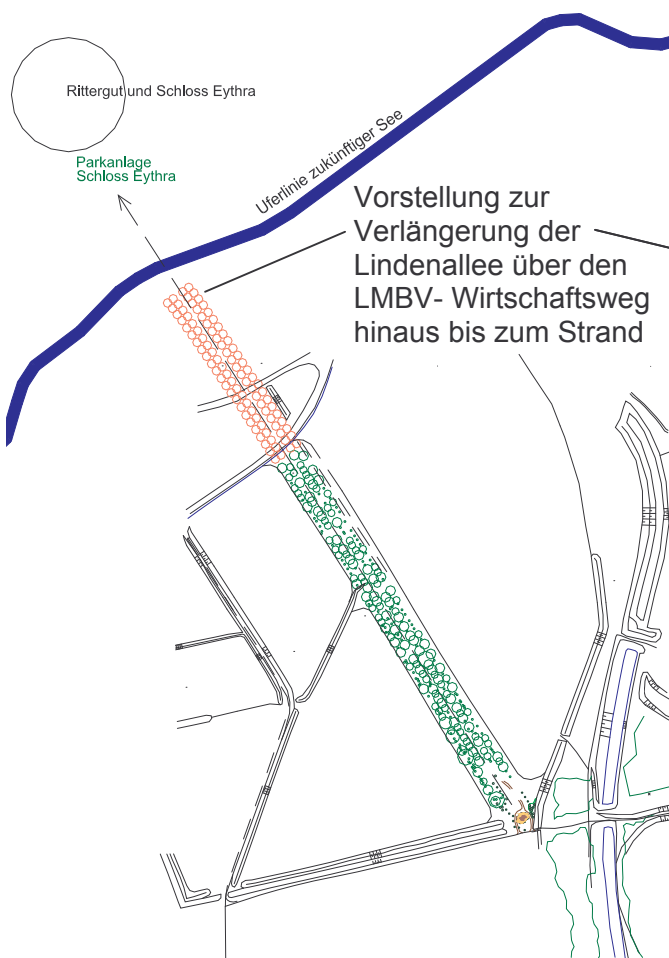 Rittergut und Schloss Eythra
Parkanlage
Schloss Eythra
Uferlinie zukünftiger See
Vorstellung zur
Verlängerung der
Lindenallee über den
LMBV- Wirtschaftsweg
hinaus bis zum Strand